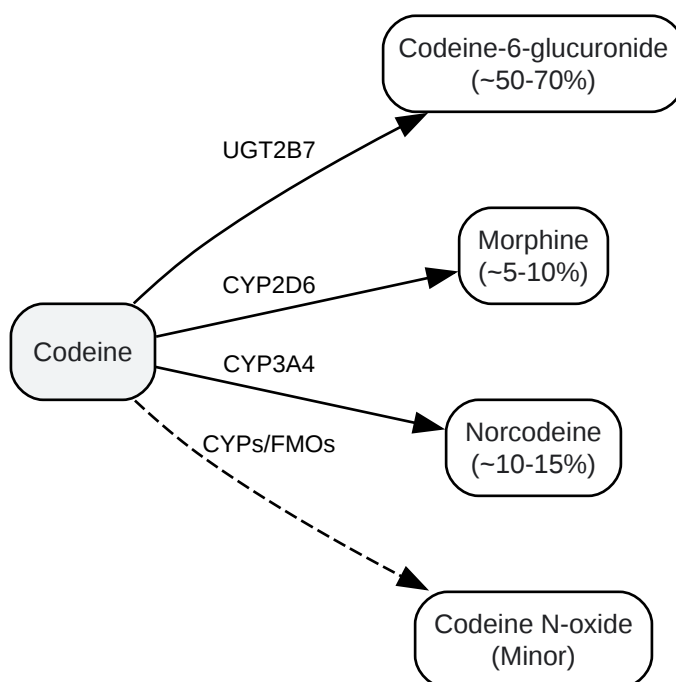 Codeine-6-glucuronide
(~50-70%)
UGT2B7
Morphine
(~5-10%)
CYP2D6
Codeine
CYP3A4
Norcodeine
(~10-15%)
CYPs/FMOs
Codeine N-oxide
(Minor)